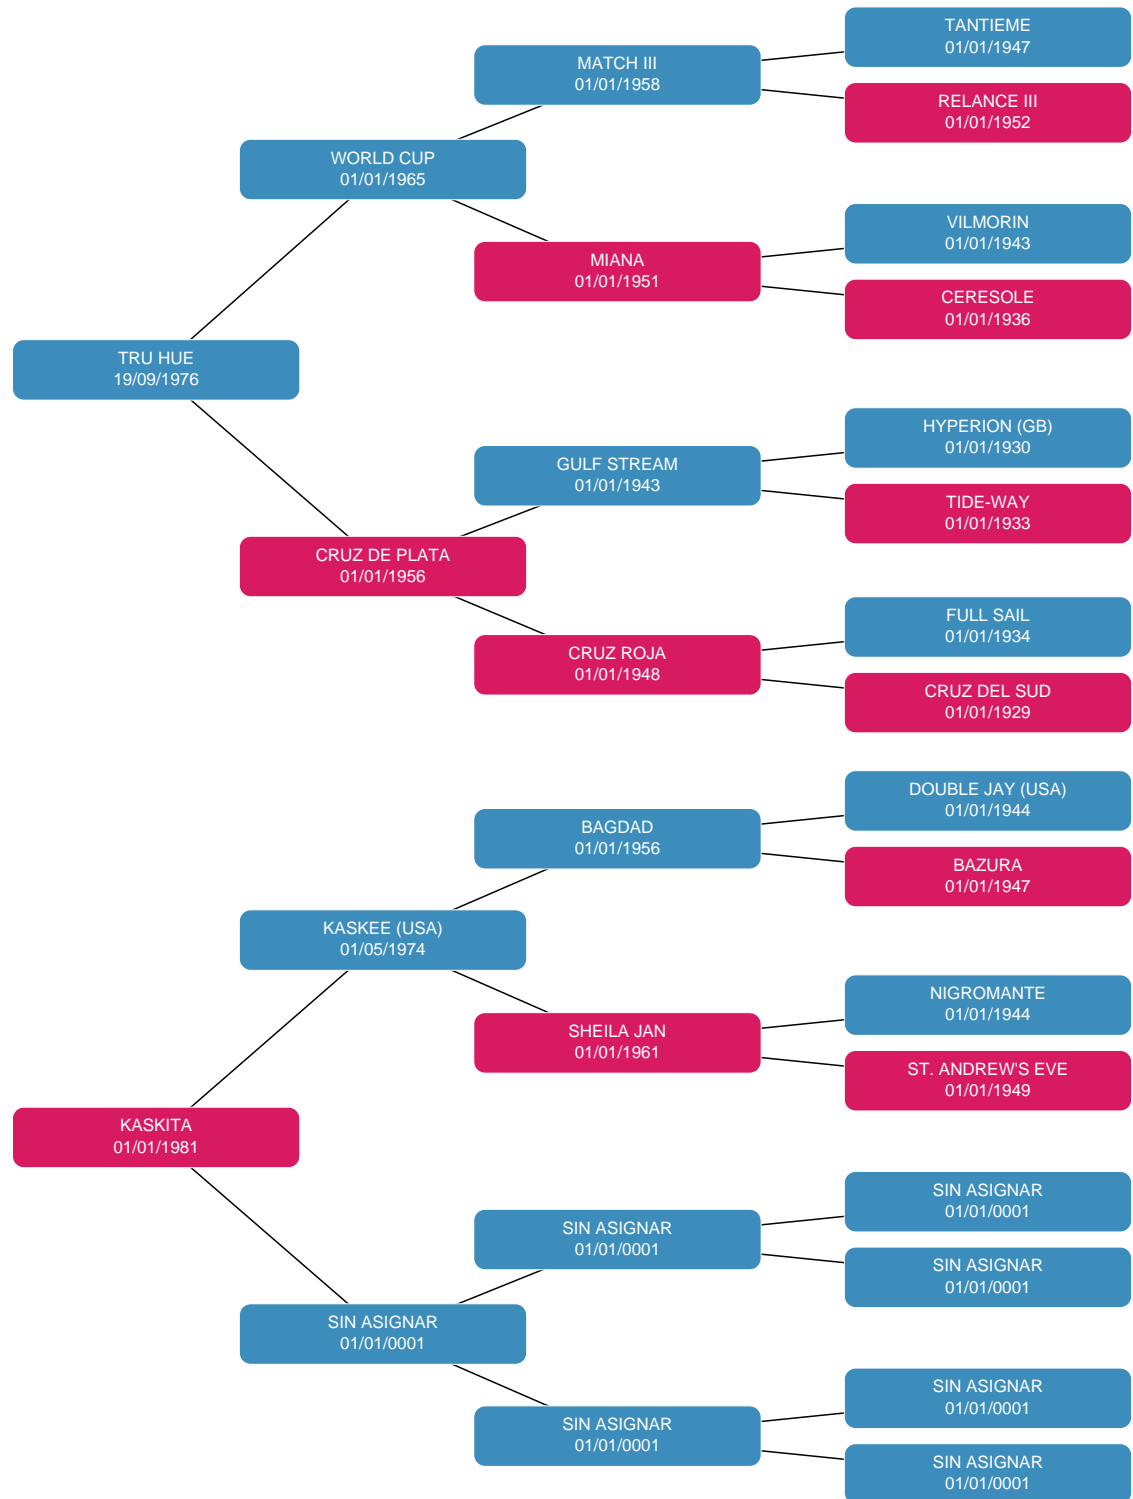 TANTIEME
01/01/1947
MATCH III
01/01/1958
RELANCE III
01/01/1952
WORLD CUP
01/01/1965
VILMORIN
01/01/1943
MIANA
01/01/1951
CERESOLE
01/01/1936
TRU HUE
19/09/1976
HYPERION (GB)
01/01/1930
GULF STREAM
01/01/1943
TIDE-WAY
01/01/1933
CRUZ DE PLATA
01/01/1956
FULL SAIL
01/01/1934
CRUZ ROJA
01/01/1948
CRUZ DEL SUD
01/01/1929
DOUBLE JAY (USA)
01/01/1944
BAGDAD
01/01/1956
BAZURA
01/01/1947
KASKEE (USA)
01/05/1974
NIGROMANTE
01/01/1944
SHEILA JAN
01/01/1961
ST. ANDREW'S EVE
01/01/1949
KASKITA
01/01/1981
SIN ASIGNAR
01/01/0001
SIN ASIGNAR
01/01/0001
SIN ASIGNAR
01/01/0001
SIN ASIGNAR
01/01/0001
SIN ASIGNAR
01/01/0001
SIN ASIGNAR
01/01/0001
SIN ASIGNAR
01/01/0001